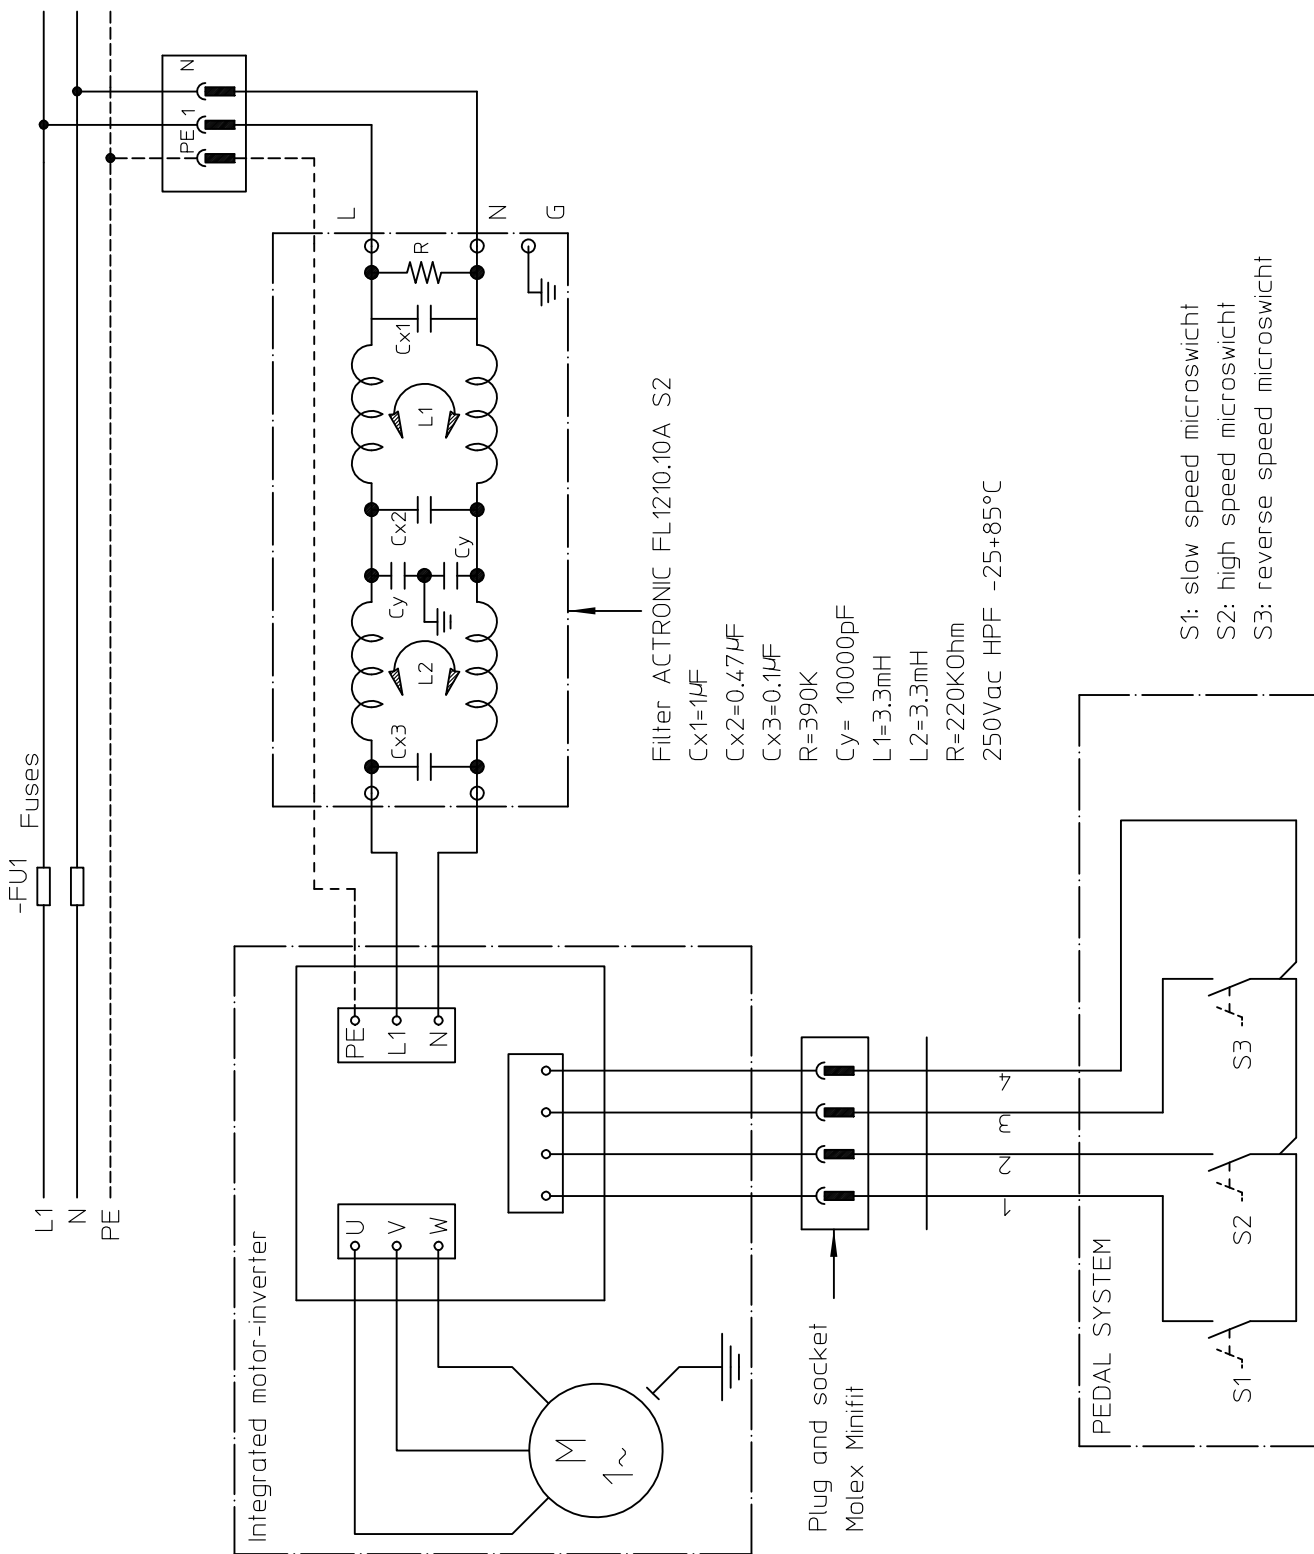 L1
N
PE
-FU1
Fuses
N
1
PE
Integrated motor-inverter
U
V
W
PE
L1
N
M
1~
L
N
G
R
Cx1
L1
Cx2
Cy
Cy
L2
Cx3
Filter ACTRONIC FL1210.10A S2
Cx1=1µF
Cx2=0.47µF
Cx3=0.1µF
R=390K
Cy= 10000pF
L1=3.3mH
L2=3.3mH
R=220KOhm
250Vac HPF -25+85°C
Plug and socket
Molex Minifit
1
2
3
4
PEDAL SYSTEM
S1
S2
S3
S1: slow speed microswicht
S2: high speed microswicht
S3: reverse speed microswicht